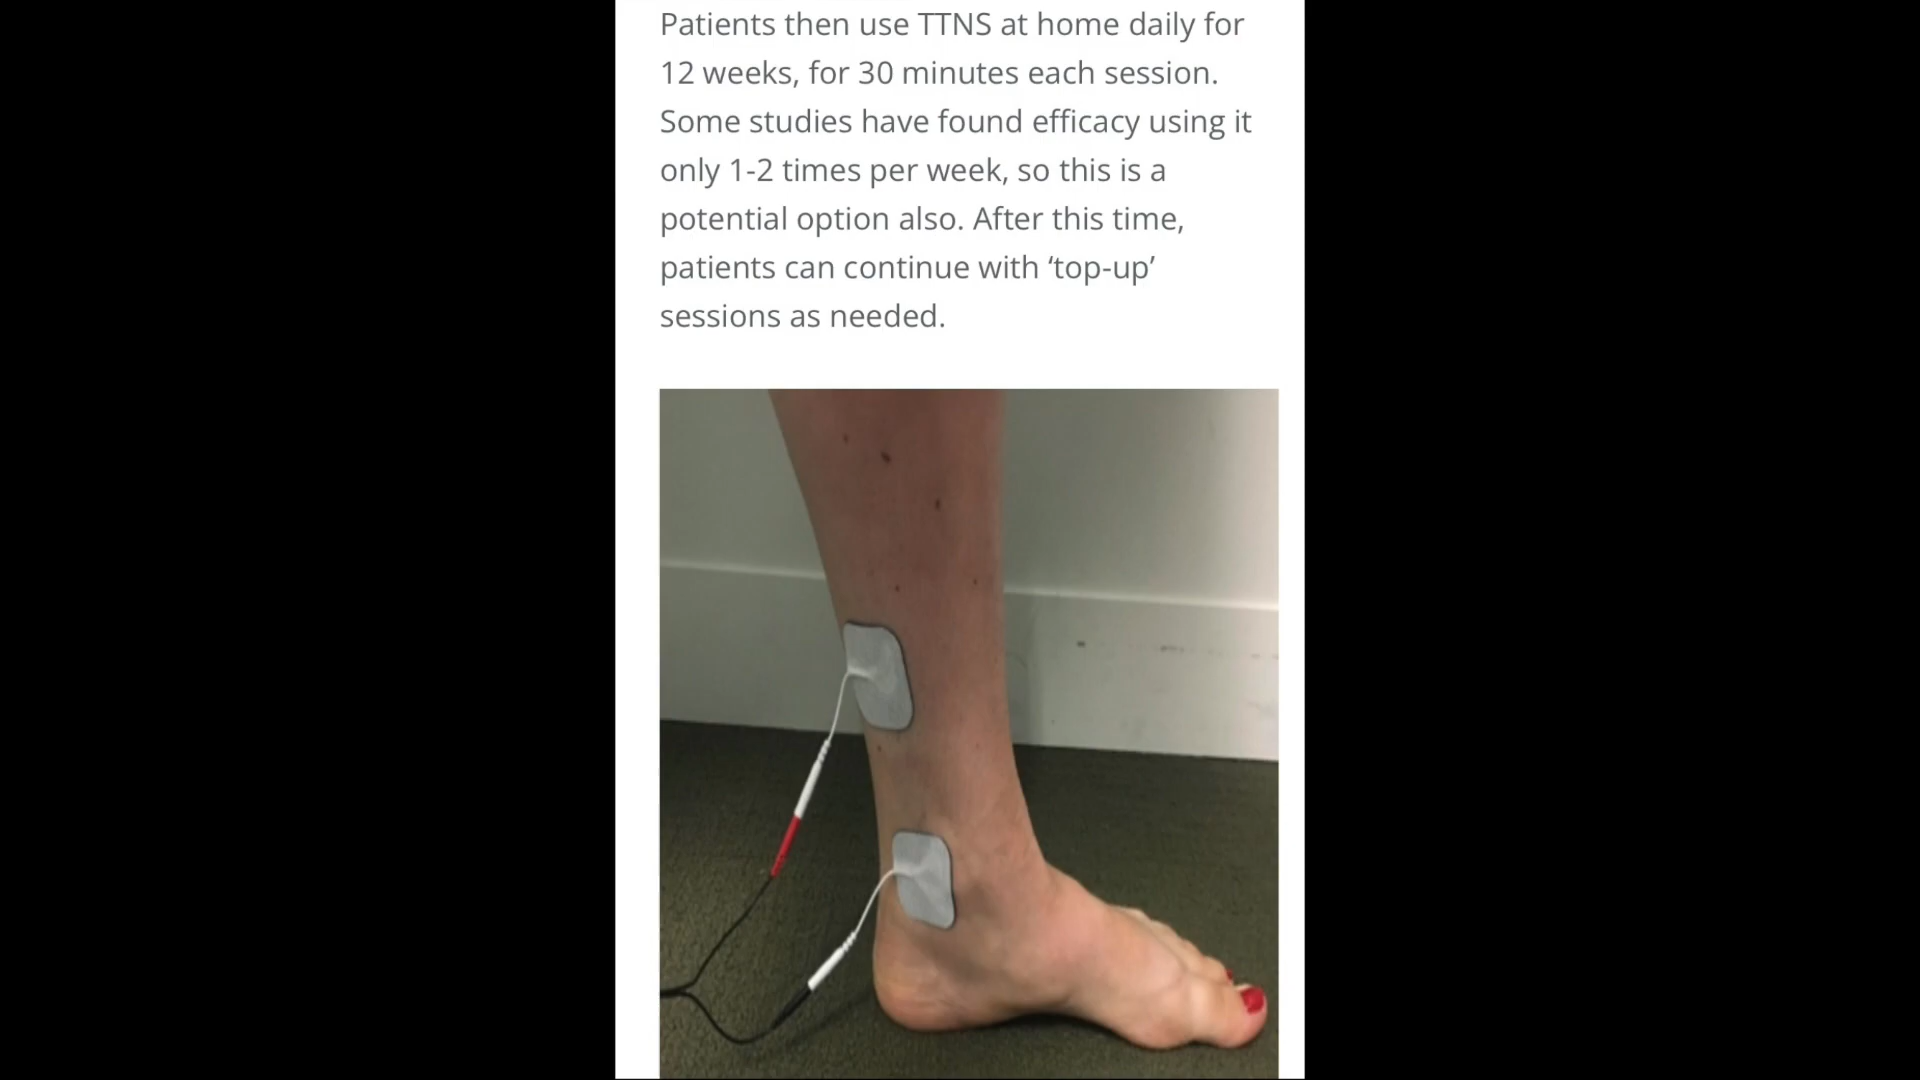 Patients then use TTNS at home daily for
12 weeks, for 30 minutes each session.
Some studies have found efficacy using it
only 1-2 times per week, so this is a
potential option also. After this time,
patients can continue with ‘top-up’
sessions as needed.